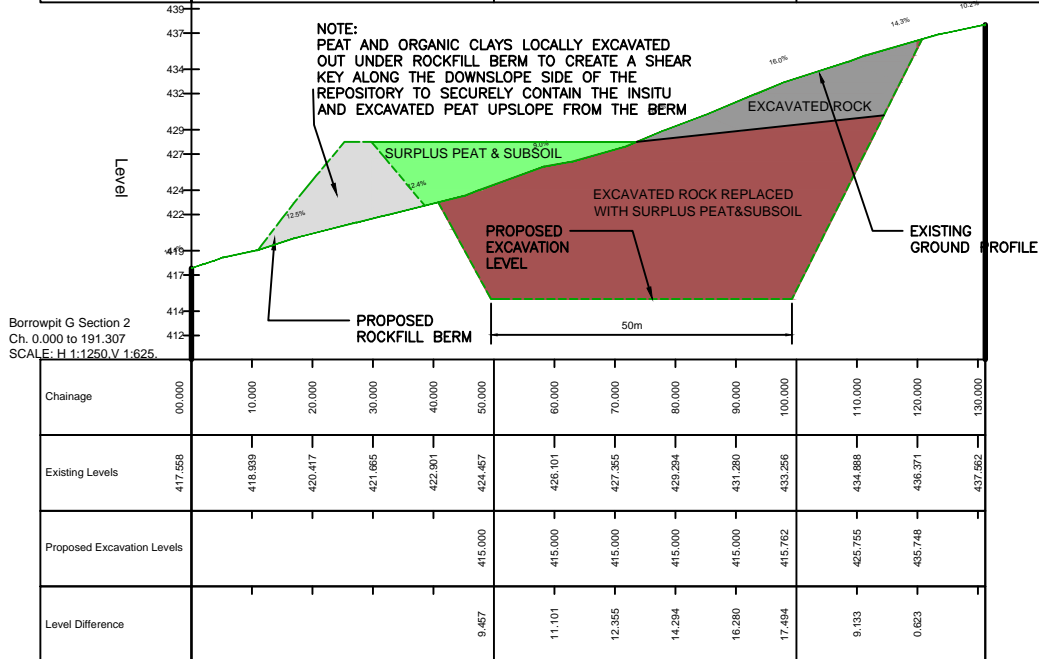 439
437
434
432
429
427
424
422
419
417
414
412
Level
NOTE:
PEAT AND ORGANIC CLAYS LOCALLY EXCAVATED
OUT UNDER ROCKFILL BERM TO CREATE A SHEAR
KEY ALONG THE DOWNSLOPE SIDE OF THE
REPOSITORY TO SECURELY CONTAIN THE INSITU
AND EXCAVATED PEAT UPSLOPE FROM THE BERM
10.2%
14.3%
16.0%
EXCAVATED ROCK
9.0%
SURPLUS PEAT & SUBSOIL
12.4%
12.5%
EXCAVATED ROCK REPLACED
WITH SURPLUS PEAT&SUBSOIL
PROPOSED
EXCAVATION
LEVEL
EXISTING
GROUND PROFILE
PROPOSED
ROCKFILL BERM
50m
Borrowpit G Section 2
Ch. 0.000 to 191.307
SCALE: H 1:1250,V 1:625.
Chainage 00.000 10.000 20.000 30.000 40.000 50.000 60.000 70.000 80.000 90.000 100.000 110.000 120.000 130.000
Existing Levels 417.558 418.939 420.417 421.665 422.901 424.457 426.101 427.355 429.294 431.280 433.256 434.888 436.371 437.562
Proposed Excavation Levels 415.000 415.000 415.000 415.000 415.000 415.762 425.755 435.748
Level Difference 9.457 11.101 12.355 14.294 16.280 17.494 9.133 0.623